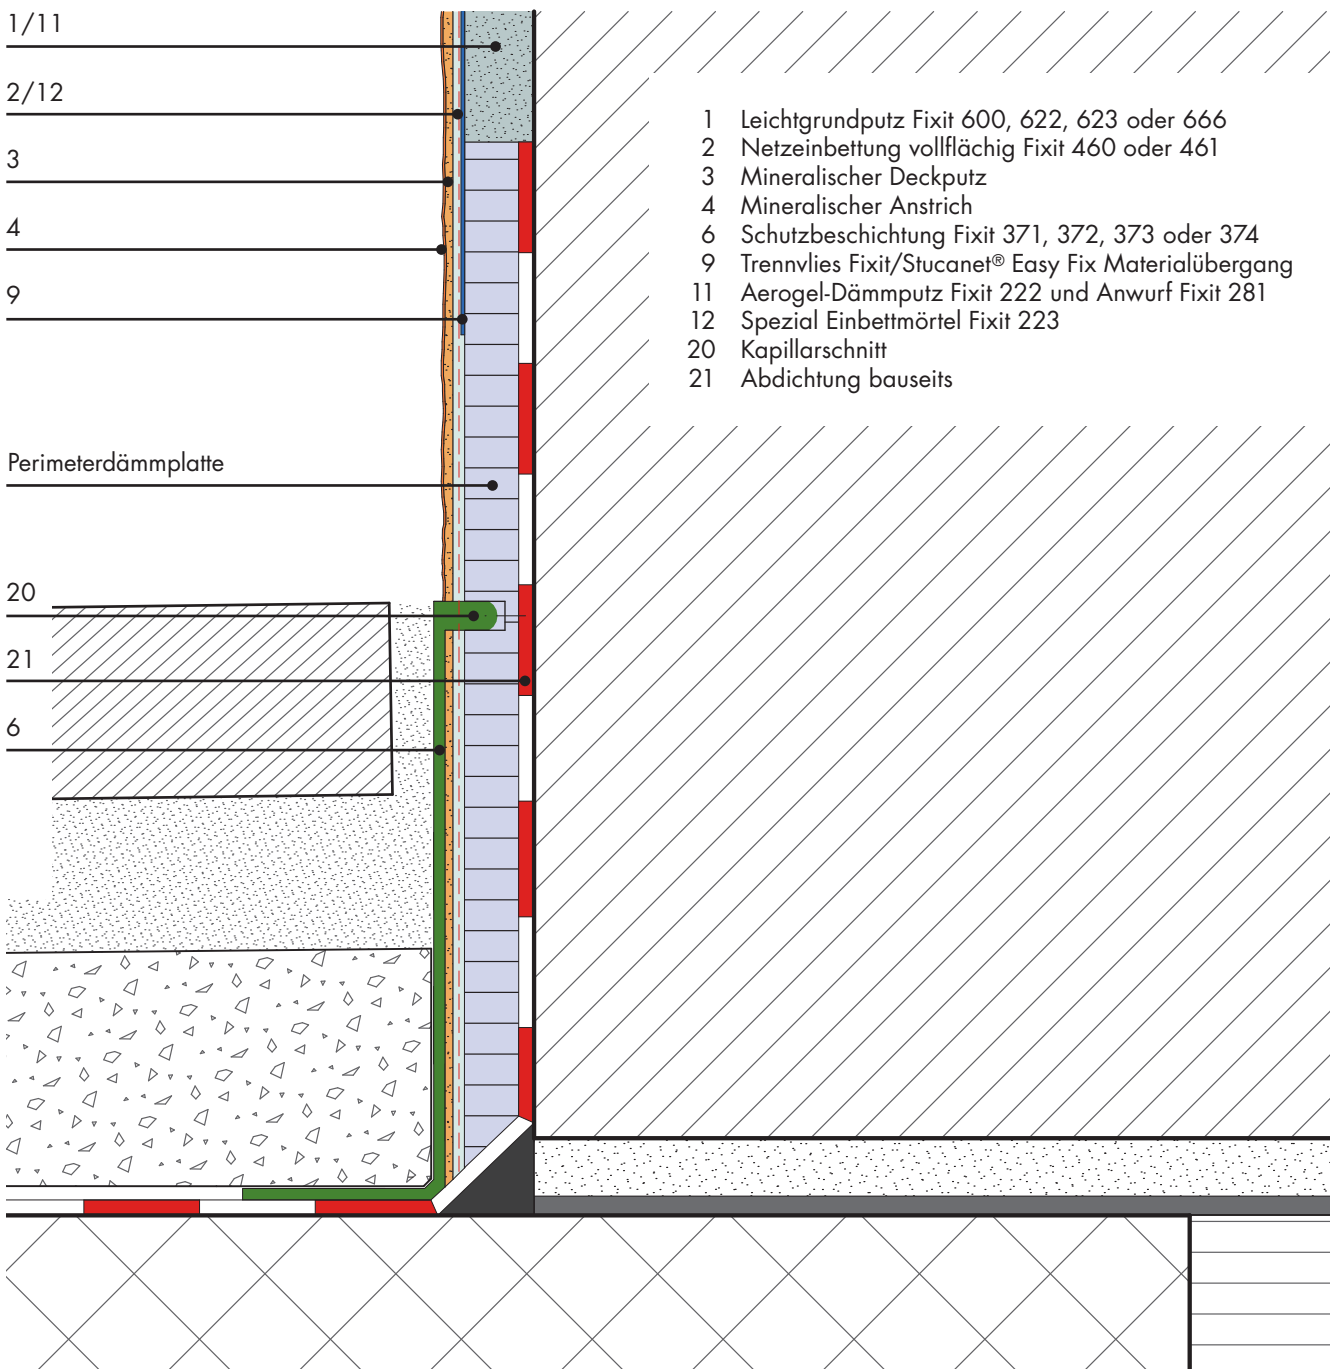 1/11
2/12
3
4
9
Perimeterdämmplatte
20
21
6
1 Leichtgrundputz Fixit 600, 622, 623 oder 666
2 Netzeinbettung vollflächig Fixit 460 oder 461
3 Mineralischer Deckputz
4 Mineralischer Anstrich
6 Schutzbeschichtung Fixit 371, 372, 373 oder 374
9 Trennvlies Fixit/Stucanet® Easy Fix Materialübergang
11 Aerogel-Dämmputz Fixit 222 und Anwurf Fixit 281
12 Spezial Einbettmörtel Fixit 223
20 Kapillarschnitt
21 Abdichtung bauseits